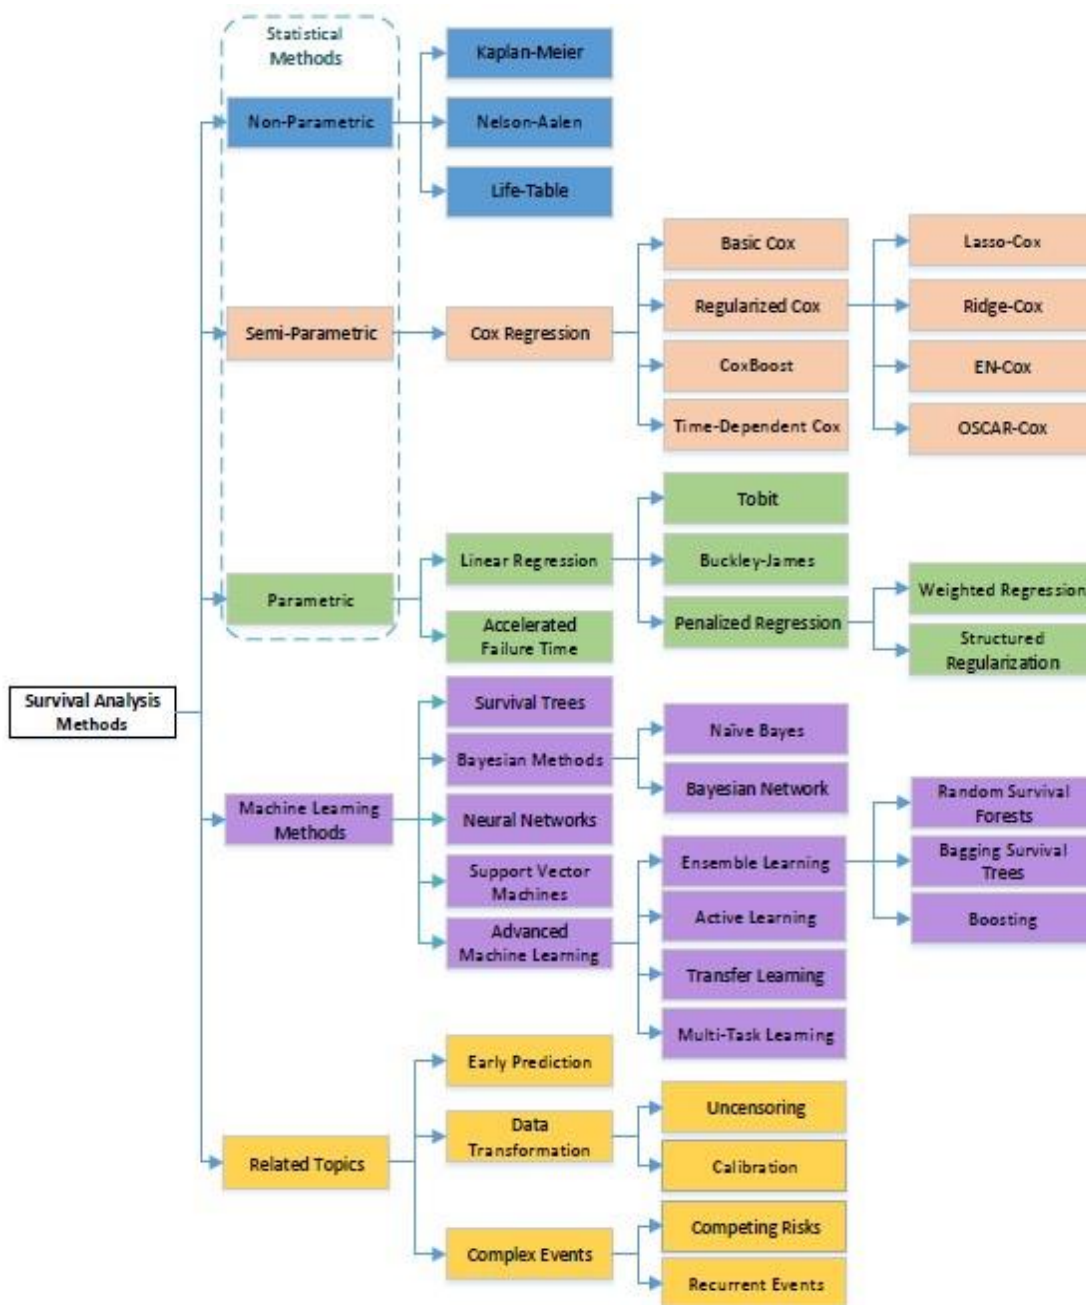 Statistical
Methods
Kaplan-Meier
Non-Parametric
Nelson-Aalen
Life-Table
Basic Cox
Lasso-Cox
Semi-Parametric
Cox Regression
Regularized Cox
Ridge-Cox
CoxBoost
EN-Cox
Time-Dependent Cox
OSCAR-Cox
Tobit
Linear Regression
Buckley-James
Parametric
Weighted Regression
Accelerated
Failure Time
Penalized Regression
Structured
Regularization
Survival Analysis
Methods
Survival Trees
Naïve Bayes
Bayesian Methods
Bayesian Network
Machine Learning
Methods
Neural Networks
Random Survival
Forests
Support Vector
Machines
Ensemble Learning
Bagging Survival
Trees
Advanced
Machine Learning
Active Learning
Boosting
Transfer Learning
Multi-Task Learning
Early Prediction
Data
Transformation
Uncensoring
Related Topics
Calibration
Complex Events
Competing Risks
Recurrent Events